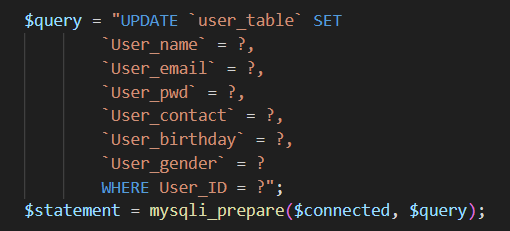 $query = "UPDATE `user_table` SET
`User_name` = ?,
`User_email` = ?,
`User_pwd` = ?,
`User_contact` = ?,
`User_birthday` = ?,
`User_gender` = ?
WHERE User_ID = ?";
$statement = mysqli_prepare($connected, $query);